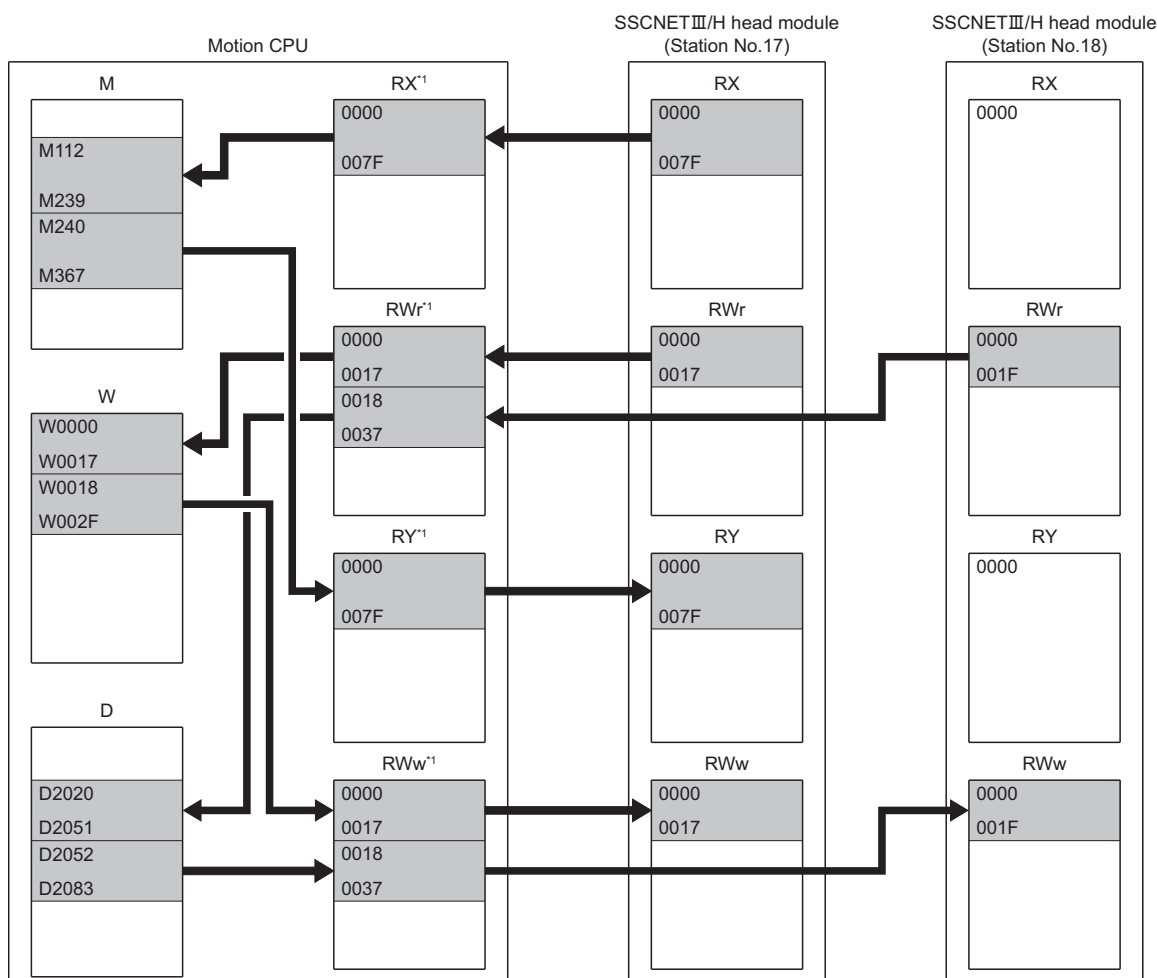 Motion CPU
SSCNETⅢ/H head module
(Station No.17)
SSCNETⅢ/H head module
(Station No.18)
M
M112
M239
M240
M367
RX*1
0000
007F
RX
0000
007F
RX
0000
RWr*1
0000
0017
0018
0037
RWr
0000
0017
RWr
0000
001F
W
W0000
W0017
W0018
W002F
RY*1
0000
007F
RY
0000
007F
RY
0000
D
D2020
D2051
D2052
D2083
RWw*1
0000
0017
0018
0037
RWw
0000
0017
RWw
0000
001F